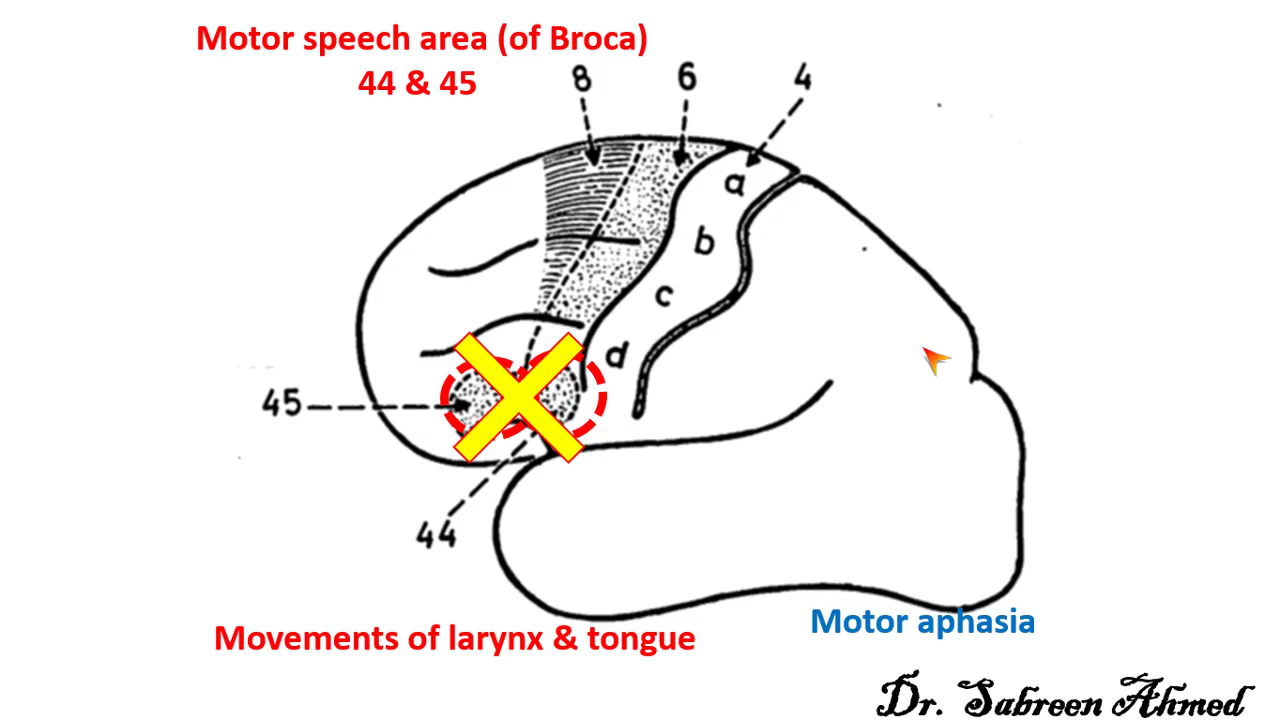 Motor speech area (of Broca)
44 & 45
8
6
4
a
b
c
d
45
44
Motor aphasia
Movements of larynx & tongue
Dr. Sabreen Ahmed